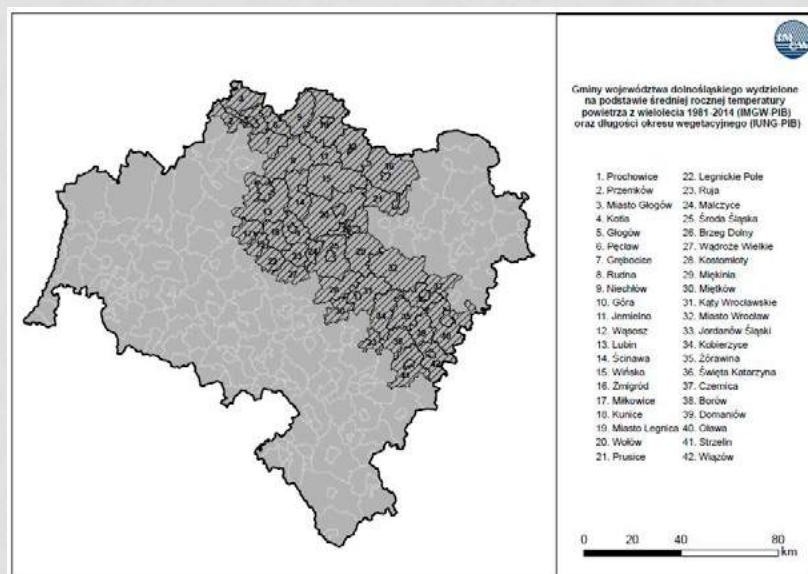 Gminy województwa dolnośląskiego wydzielone
na podstawie średniej rocznej temperatury
powietrza z wielolecia 1981-2014 (IMGW-PIB)
oraz długości okresu wegetacyjnego (IUNG-PIB)
1. Prochowice
2. Przemków
3. Miasto Głogów
4. Kotla
5. Głogów
6. Pęcław
7. Grębocice
8. Rudna
9. Niechlów
10. Góra
11. Jemielno
12. Wąsosz
13. Lubin
14. Ścinawa
15. Wińsko
16. Żmigród
17. Miłkowice
18. Kunice
19. Miasto Legnica
20. Wołów
21. Prusice
22. Legnickie Pole
23. Ruja
24. Malczyce
25. Środa Śląska
26. Brzeg Dolny
27. Wądroże Wielkie
28. Kostomłoty
29. Miękinia
30. Mietków
31. Kąty Wrocławskie
32. Miasto Wrocław
33. Jordanów Śląski
34. Kobierzyce
35. Żórawina
36. Święta Katarzyna
37. Czernica
38. Borów
39. Domaniów
40. Oława
41. Strzelin
42. Wiązów
0 20 40 80
km